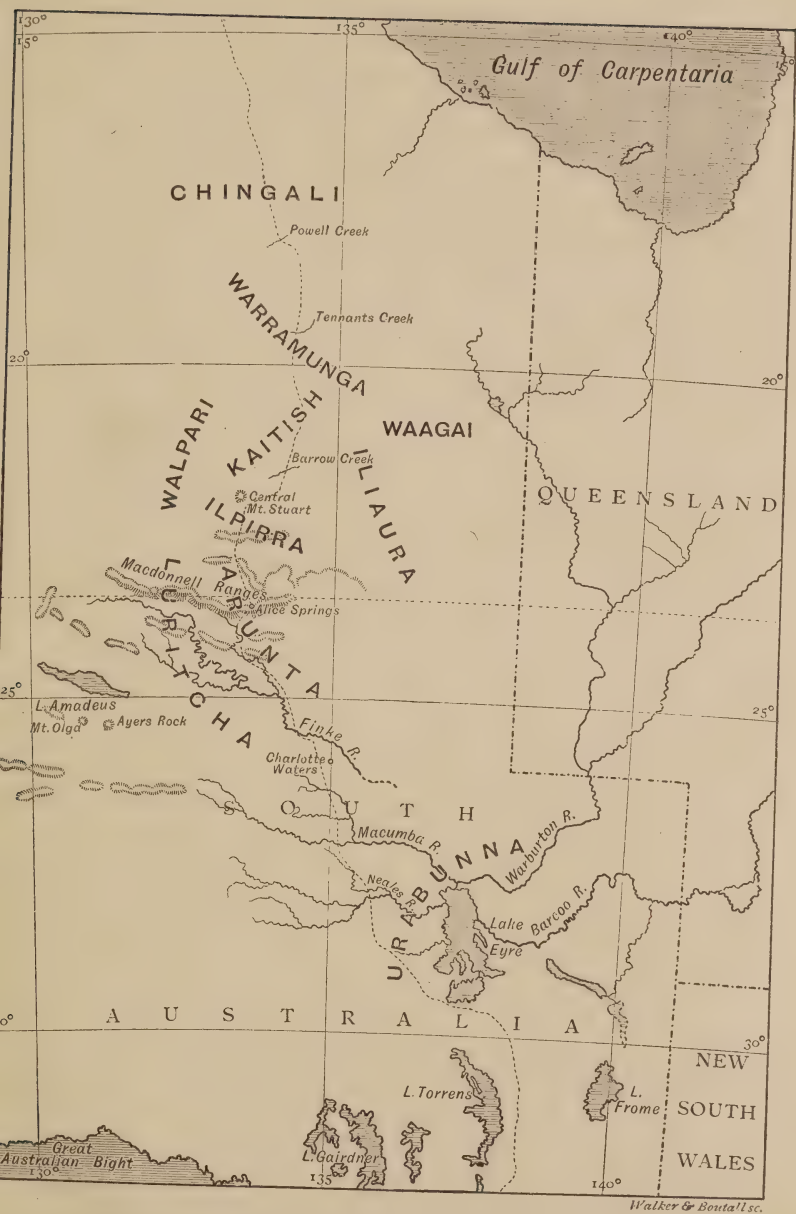 130°
135°
140°
15°
15°
Gulf of Carpentaria
CHINGALI
Powell Creek
WARRAMUNGA
Tennants Creek
20°
20°
WALPARI
KAITISH
WAAGAI
Barrow Creek
ILIAURA
Central
Mt. Stuart
QUEENSLAND
ILPIRRA
Macdonnell Ranges
LURITCHA
ARUNTA
Alice Springs
25°
25°
L. Amadeus
Mt. Olga
Ayers Rock
Finke R.
Charlotte
Waters
SOUTH
Macumba R.
Warburton R.
URABUNNA
Neales R.
Barcoo R.
Lake
Eyre
AUSTRALIA
0°
30°
NEW
SOUTH
WALES
L. Torrens
L.
Frome
Great
Australian Bight
L. Gairdner
130°
135°
140°
Walker & Boutall sc.